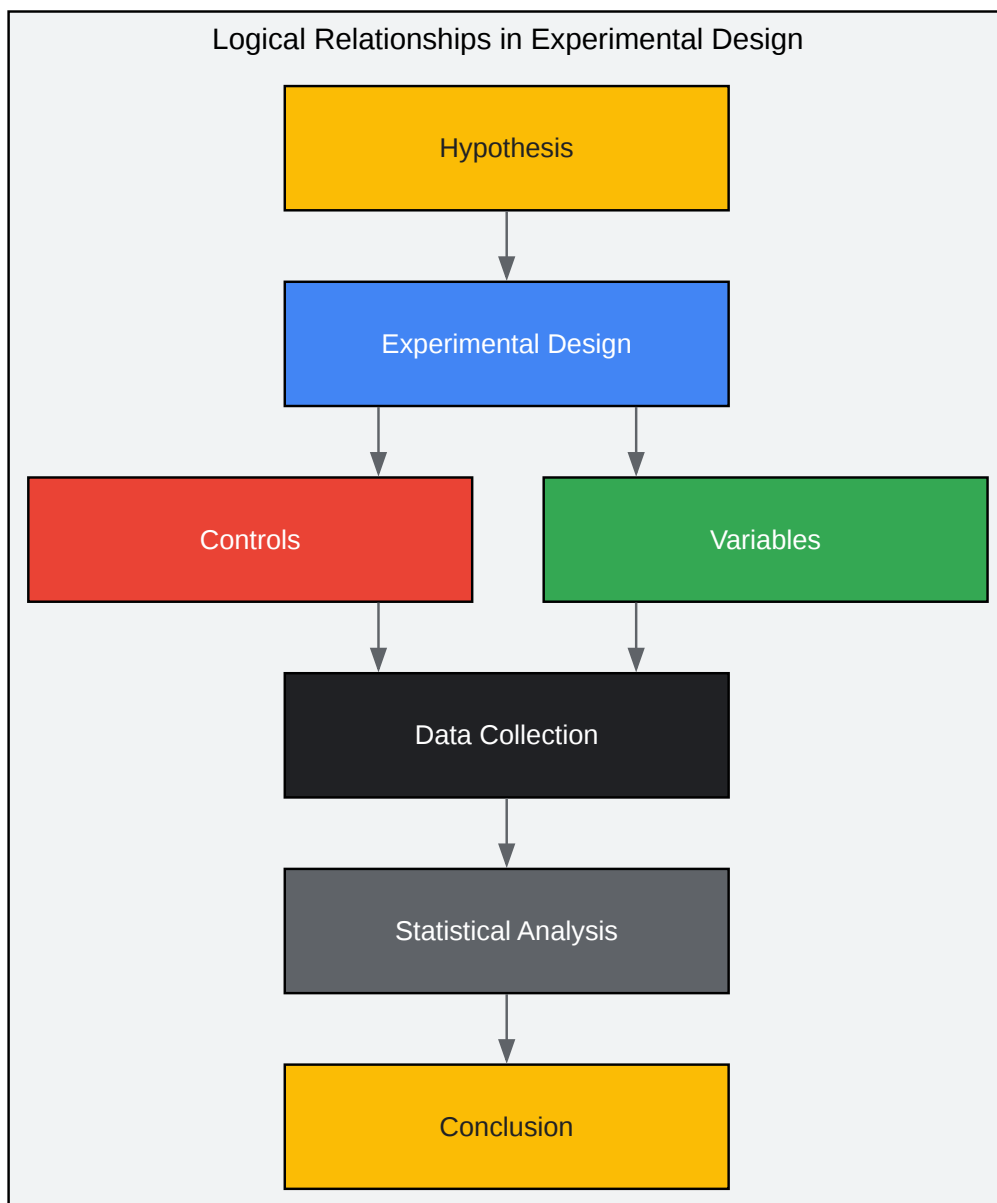 Logical Relationships in Experimental Design
Hypothesis
Experimental Design
Controls
Variables
Data Collection
Statistical Analysis
Conclusion